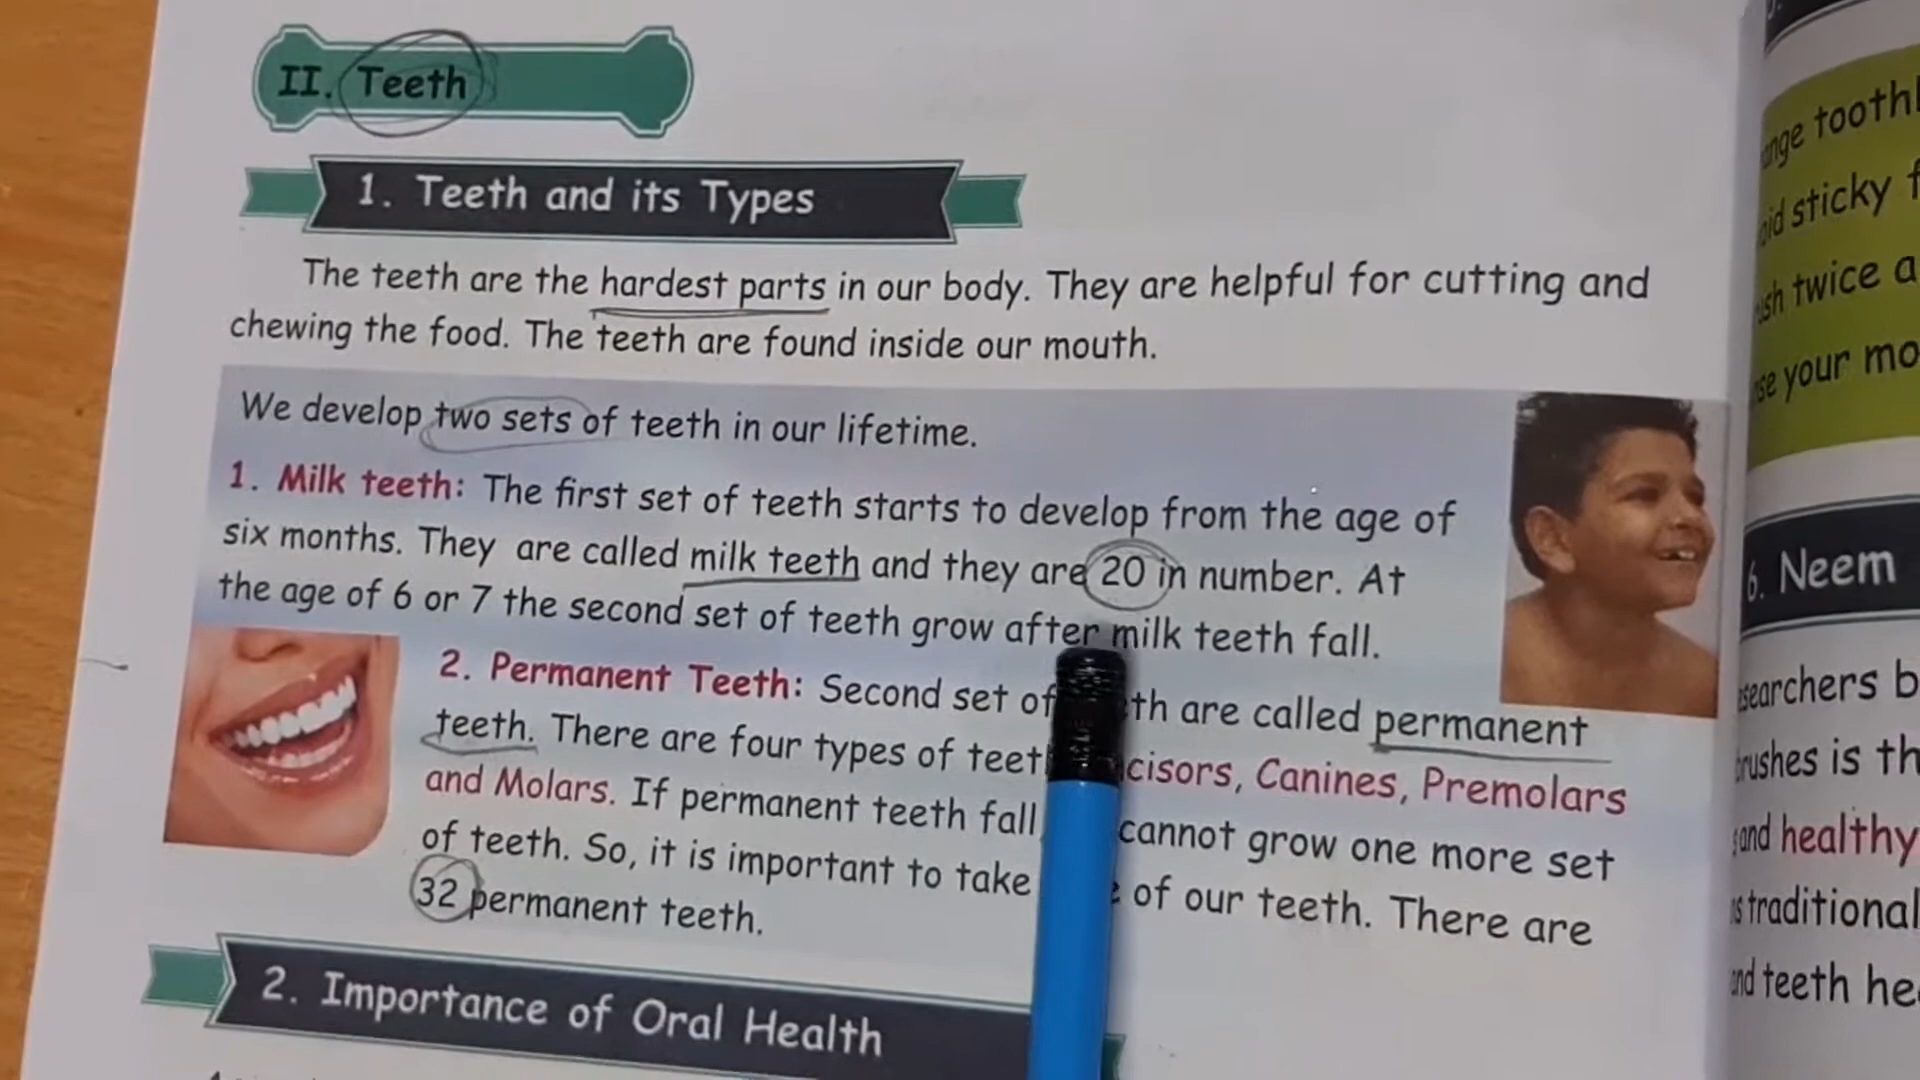 II. Teeth
1. Teeth and its Types
The teeth are the hardest parts in our body. They are helpful for cutting and
chewing the food. The teeth are found inside our mouth.
We develop two sets of teeth in our lifetime.
1. Milk teeth: The first set of teeth starts to develop from the age of
six months. They are called milk teeth and they are 20 in number. At
the age of 6 or 7 the second set of teeth grow after milk teeth fall.
2. Permanent Teeth: Second set of th are called permanent
teeth. There are four types of teet cisors, Canines, Premolars
and Molars. If permanent teeth fall cannot grow one more set
of teeth. So, it is important to take of our teeth. There are
32 permanent teeth.
2. Importance of Oral Health
nge tooth
oid sticky f
sh twice a
se your mo
6. Neem
searchers b
rushes is th
and healthy
s traditional
nd teeth he